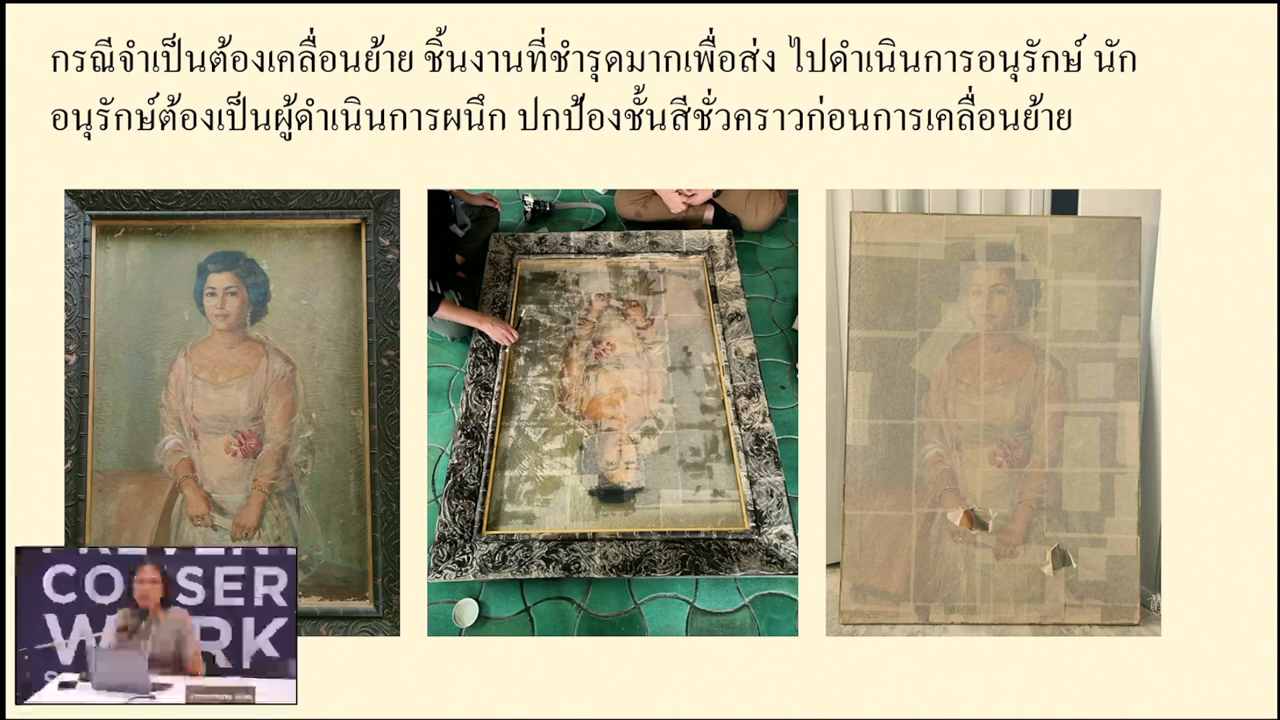 กรณีจำเป็นต้องเคลื่อนย้าย ชิ้นงานที่ชำรุดมากเพื่อส่ง ไปดำเนินการอนุรักษ์ นัก
อนุรักษ์ต้องเป็นผู้ดำเนินการผนึก ปกป้องชั้นสีชั่วคราวก่อนการเคลื่อนย้าย